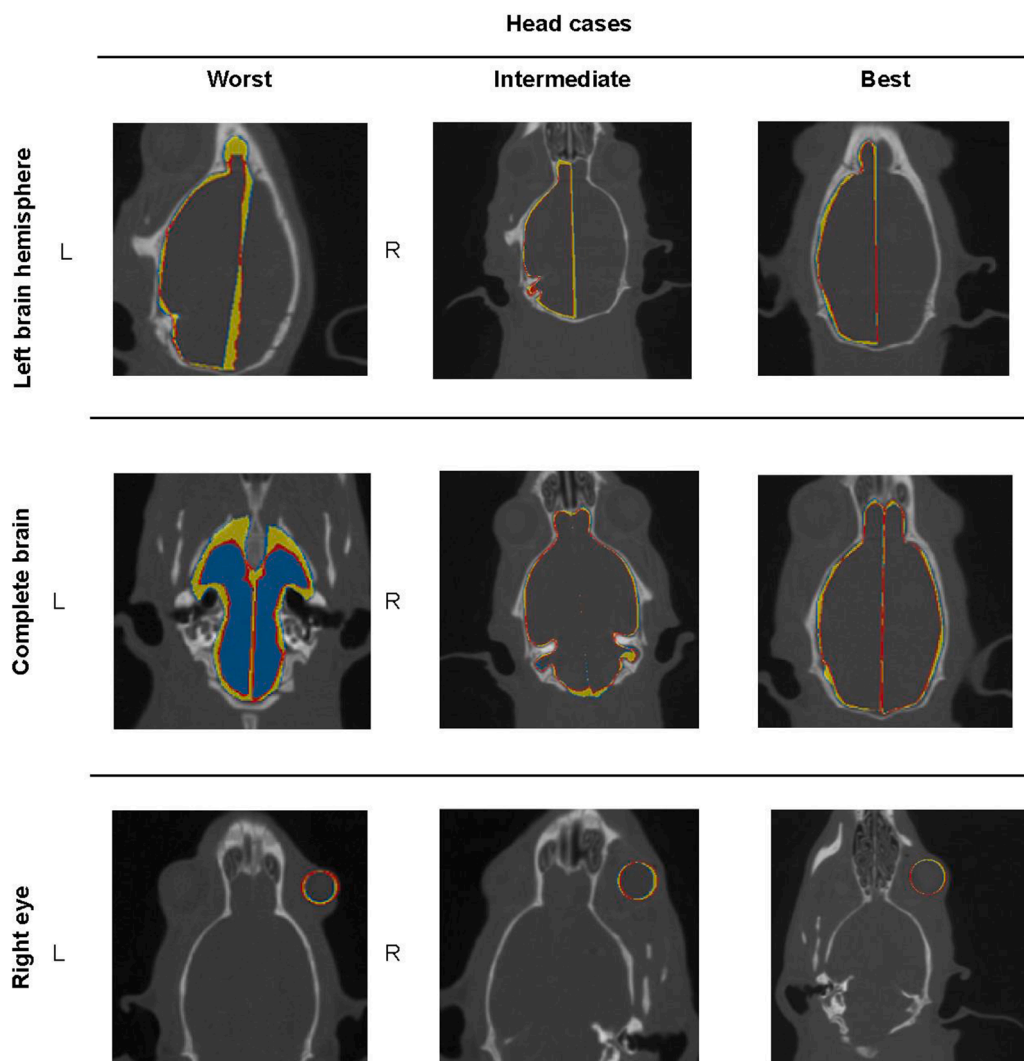 Head cases
Worst Intermediate Best
Left brain hemisphere
L R
Complete brain
L R
Right eye
L R